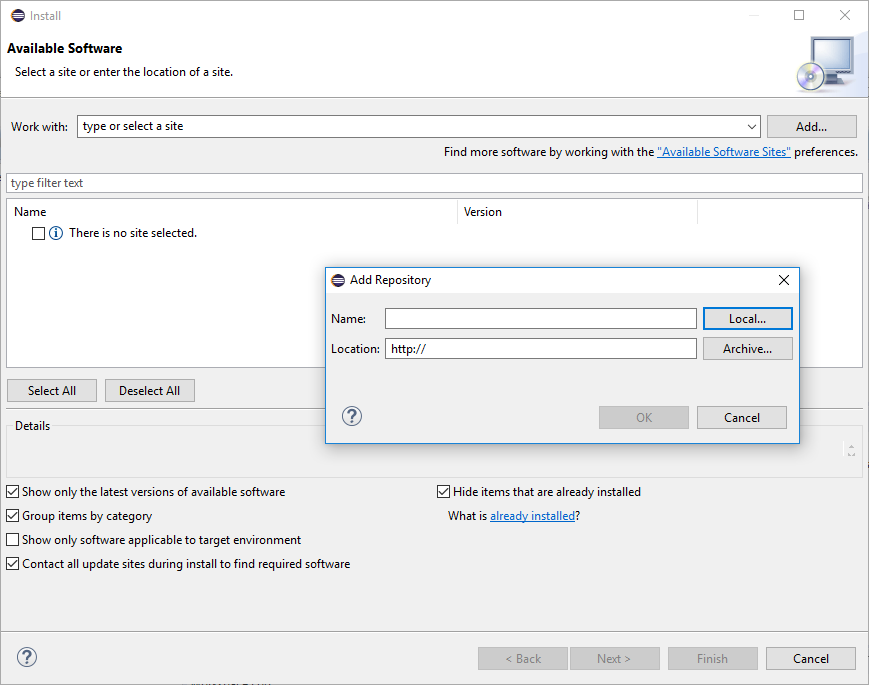 Install
Available Software
Select a site or enter the location of a site.
Work with: type or select a site Add...
Find more software by working with the "Available Software Sites" preferences.
type filter text
Name Version
There is no site selected.
Add Repository
Name: Local...
Location: http:// Archive...
OK Cancel
Select All Deselect All
Details
Show only the latest versions of available software Hide items that are already installed
Group items by category What is already installed?
Show only software applicable to target environment
Contact all update sites during install to find required software
< Back Next > Finish Cancel